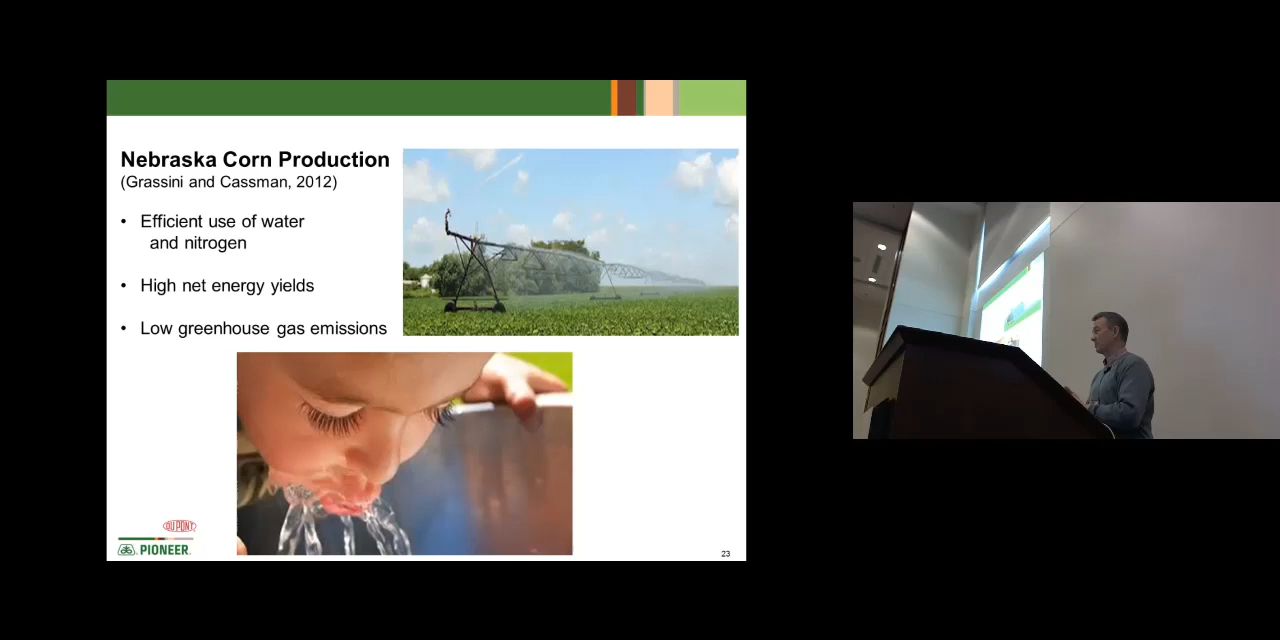 Nebraska Corn Production
(Grassini and Cassman, 2012)
• Efficient use of water
and nitrogen
• High net energy yields
• Low greenhouse gas emissions
DUPONT
PIONEER.
23